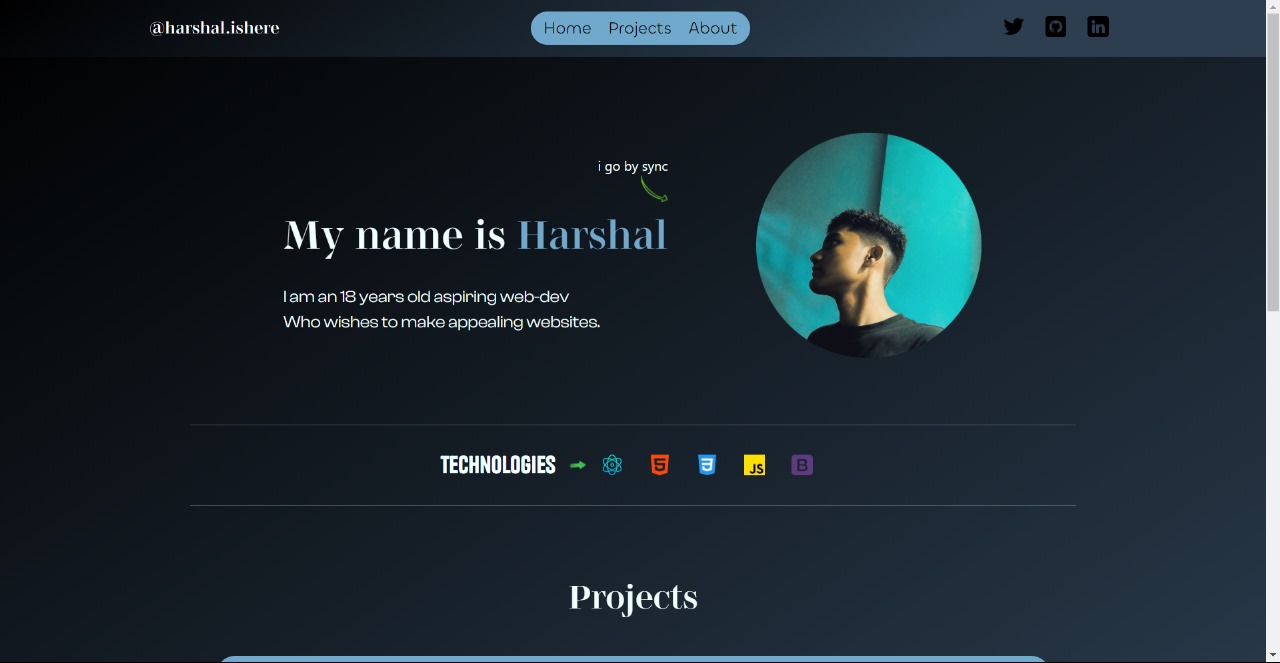 @harshal.ishere
Home Projects About
i go by sync
My name is Harshal
I am an 18 years old aspiring web-dev
Who wishes to make appealing websites.
TECHNOLOGIES
5
3
JS
B
in
Projects